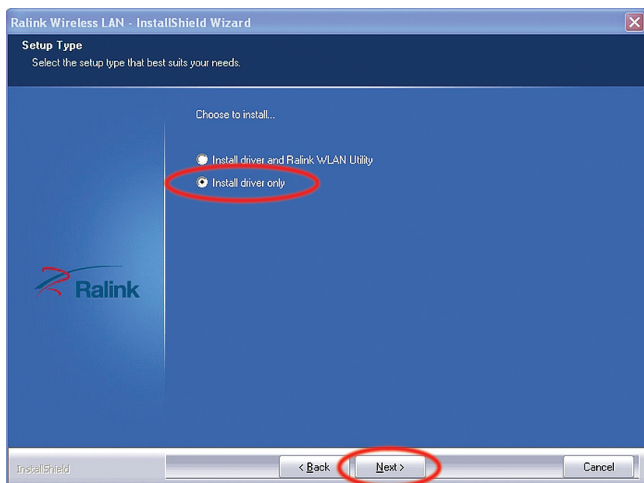 Ralink Wireless LAN - InstallShield Wizard
Setup Type
Select the setup type that best suits your needs.
Choose to install...
Install driver and Ralink WLAN Utility
Install driver only
Ralink
InstallShield
< Back
Next >
Cancel